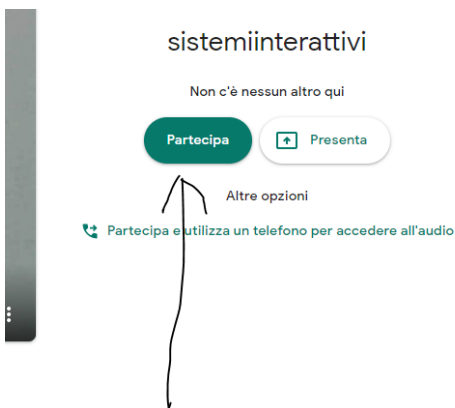 sistemiinterattivi
Non c'è nessun altro qui
Partecipa
Presenta
Altre opzioni
Partecipa e utilizza un telefono per accedere all'audio